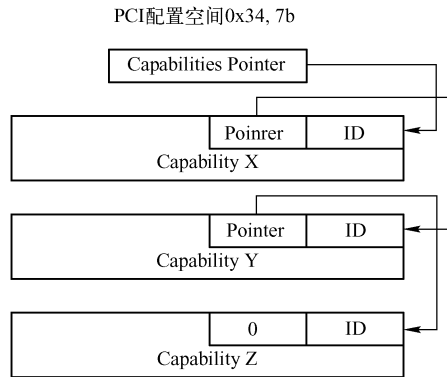 PCI配置空间0x34, 7b
Capabilities Pointer
Poinrer ID
Capability X
Pointer ID
Capability Y
0 ID
Capability Z